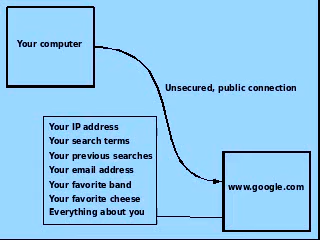 Your computer
Unsecured, public connection
Your IP address
Your search terms
Your previous searches
Your email address
Your favorite band
Your favorite cheese
Everything about you
www.google.com